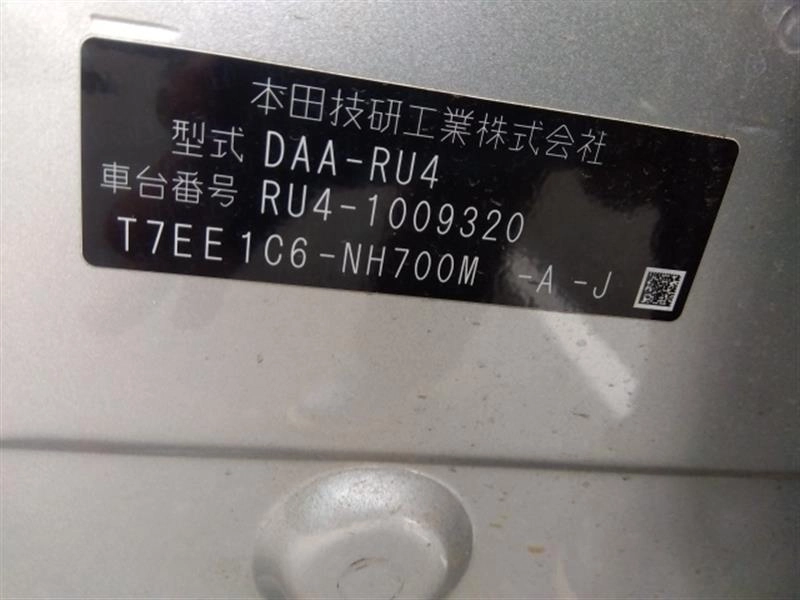 本田技研工業株式会社
型式 DAA-RU4
車台番号 RU4-1009320
T7EE1C6-NH700M -A -J